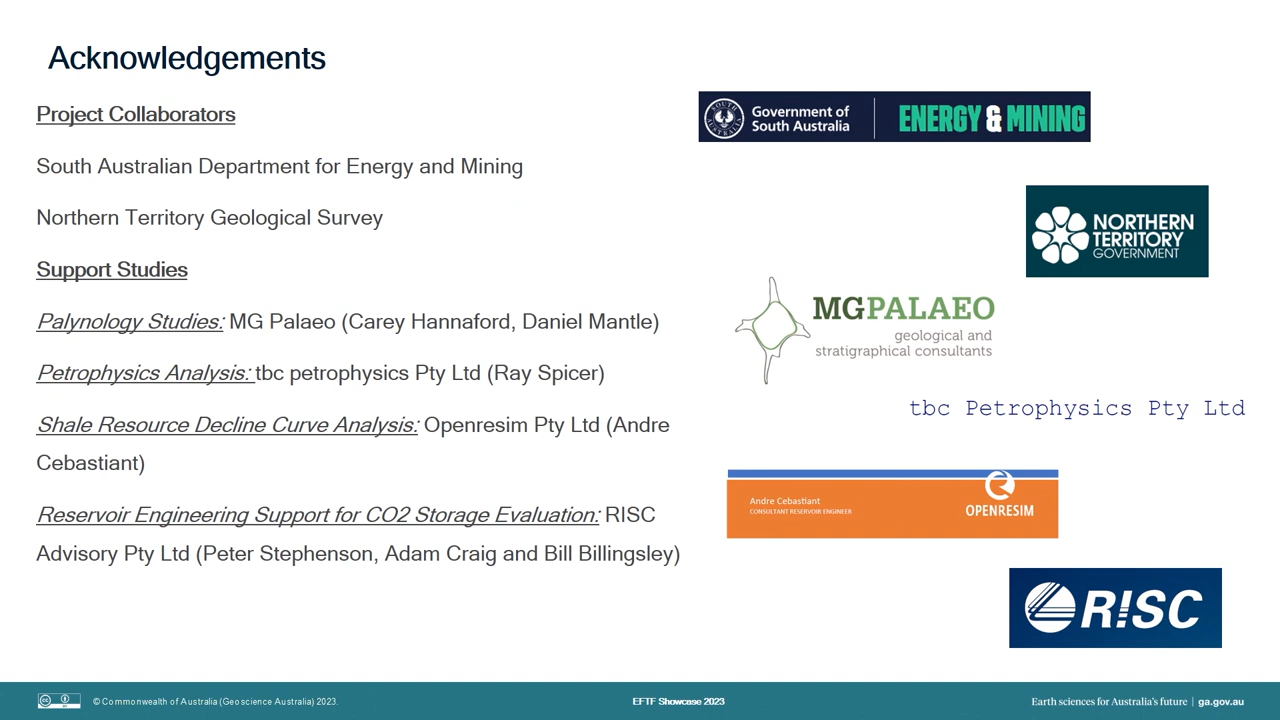 Acknowledgements
Project Collaborators
South Australian Department for Energy and Mining
Northern Territory Geological Survey
Support Studies
Palynology Studies: MG Palaeo (Carey Hannaford, Daniel Mantle)
Petrophysics Analysis: tbc petrophysics Pty Ltd (Ray Spicer)
Shale Resource Decline Curve Analysis: Openresim Pty Ltd (Andre
Cebastiant)
Reservoir Engineering Support for CO2 Storage Evaluation: RISC
Advisory Pty Ltd (Peter Stephenson, Adam Craig and Bill Billingsley)
Government of
South Australia
ENERGY & MINING
NORTHERN
TERRITORY
GOVERNMENT
MGPALAEO
geological and
stratigraphical consultants
tbc Petrophysics Pty Ltd
Andre Cebastiant
CONSULTANT RESERVOIR ENGINEER
OPENRESIM
R!SC
© Commonwealth of Australia (Geoscience Australia) 2023.
EFTF Showcase 2023
Earth sciences for Australia's future | ga.gov.au